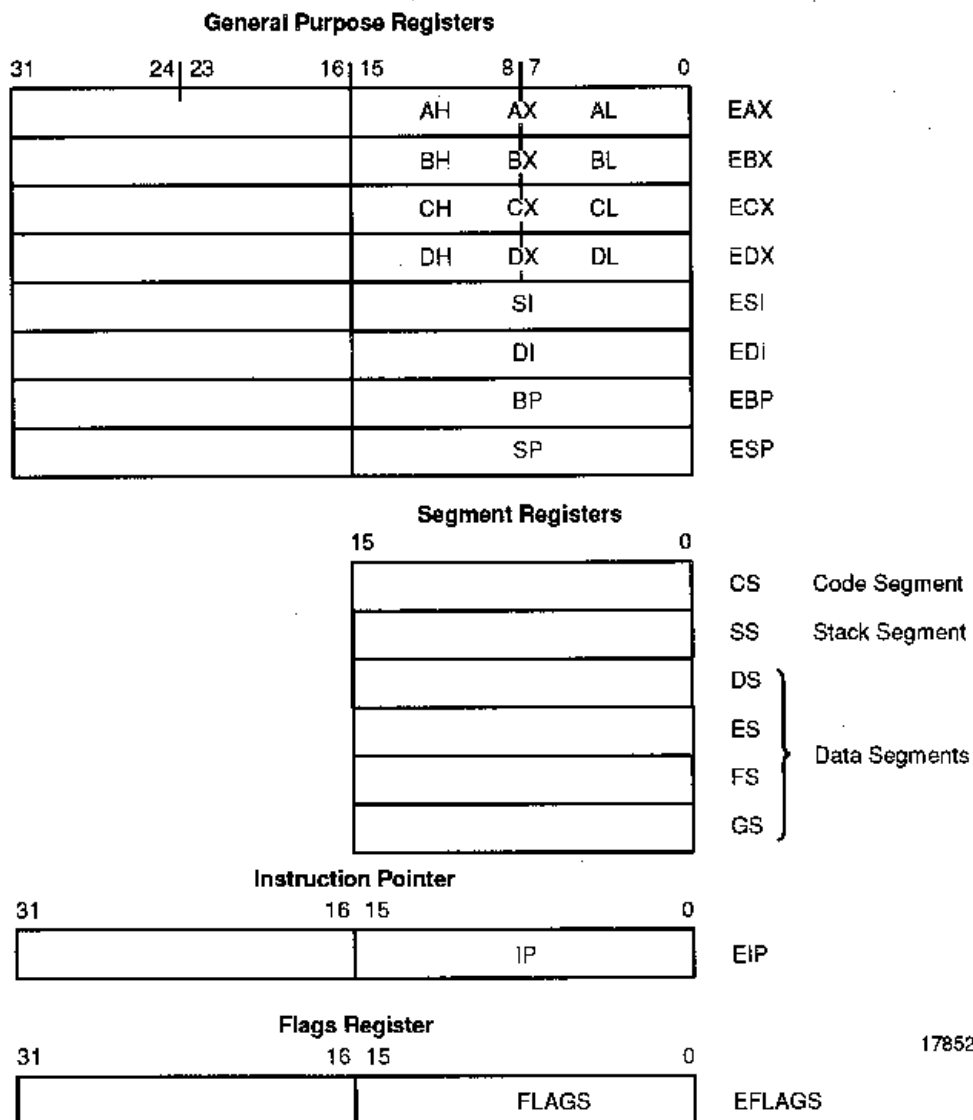 General Purpose Registers
31 24 23 16 15 8 7 0
AH AX AL EAX
BH BX BL EBX
CH CX CL ECX
DH DX DL EDX
SI ESI
DI EDI
BP EBP
SP ESP
Segment Registers
15 0
CS Code Segment
SS Stack Segment
DS
ES
Data Segments
FS
GS
Instruction Pointer
31 16 15 0
IP EIP
Flags Register
17852
31 16 15 0
FLAGS EFLAGS